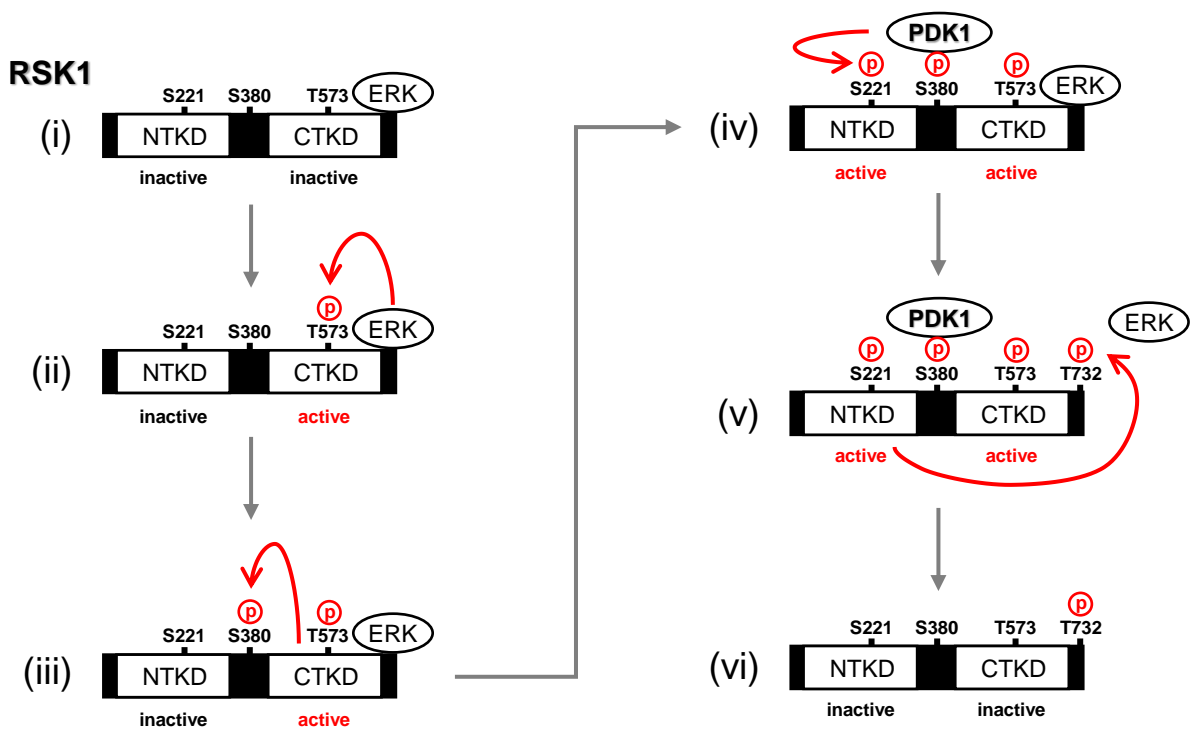 RSK1
(i)
S221 S380 T573 ERK
NTKD CTKD
inactive inactive
(ii)
p
S221 S380 T573 ERK
NTKD CTKD
inactive active
(iii)
p p
S221 S380 T573 ERK
NTKD CTKD
inactive active
(iv)
PDK1
p p p
S221 S380 T573 ERK
NTKD CTKD
active active
(v)
PDK1 ERK
p p p p
S221 S380 T573 T732
NTKD CTKD
active active
(vi)
p
S221 S380 T573 T732
NTKD CTKD
inactive inactive